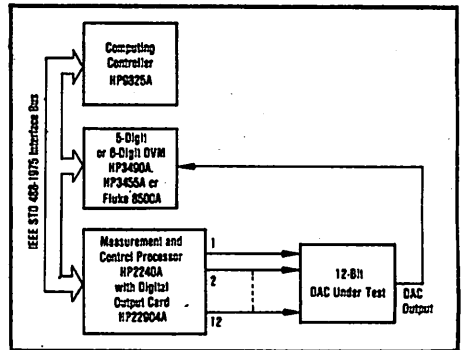 IEEE STD 488-1975 Interface Bus
Computing
Controller
HP9825A
5-Digit
or 6-Digit DVM
HP3490A,
HP3455A or
Fluke 8500A
Measurement and
Control Processor
HP2240A
with Digital
Output Card
HP22904A
1
2
12
12-Bit
DAC Under Test
DAC
Output